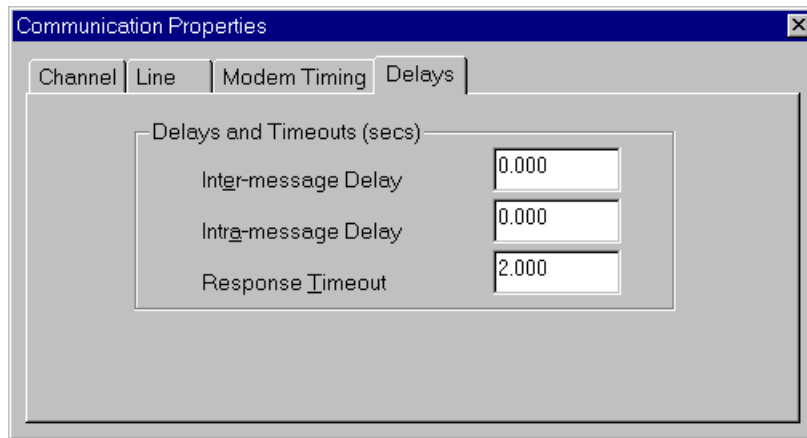 Communication Properties
Channel Line Modem Timing Delays
Delays and Timeouts (secs)
Inter-message Delay 0.000
Intra-message Delay 0.000
Response Timeout 2.000